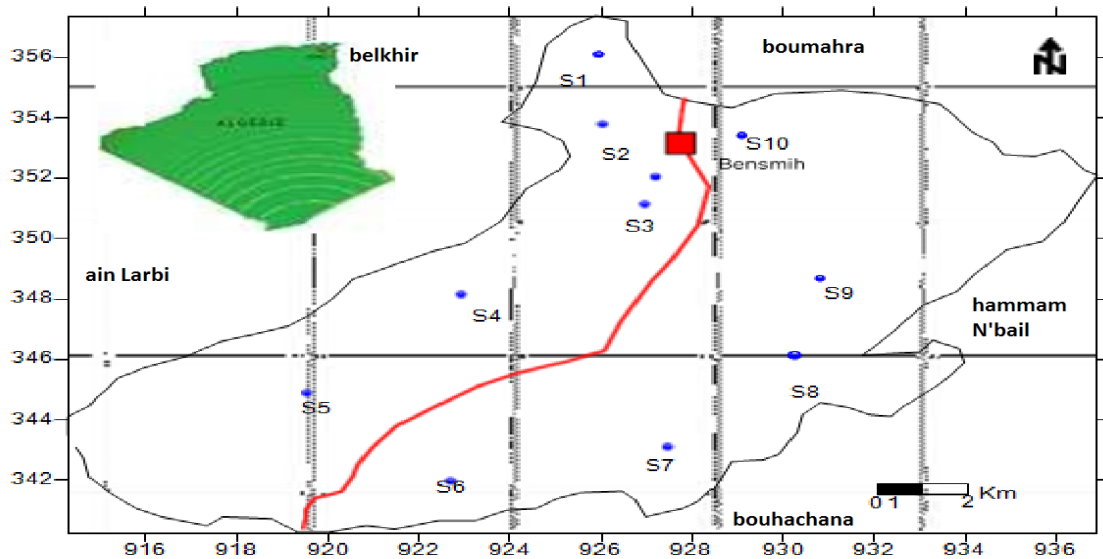 356
354
352
350
348
346
344
342
belkhir
boumahra
N
ALGERIE
S1
S2
S10
Bensmih
S3
ain Larbi
S9
S4
hammam
N'bail
S5
S8
S7
S6
0 1 2 Km
bouhachana
916 918 920 922 924 926 928 930 932 934 936